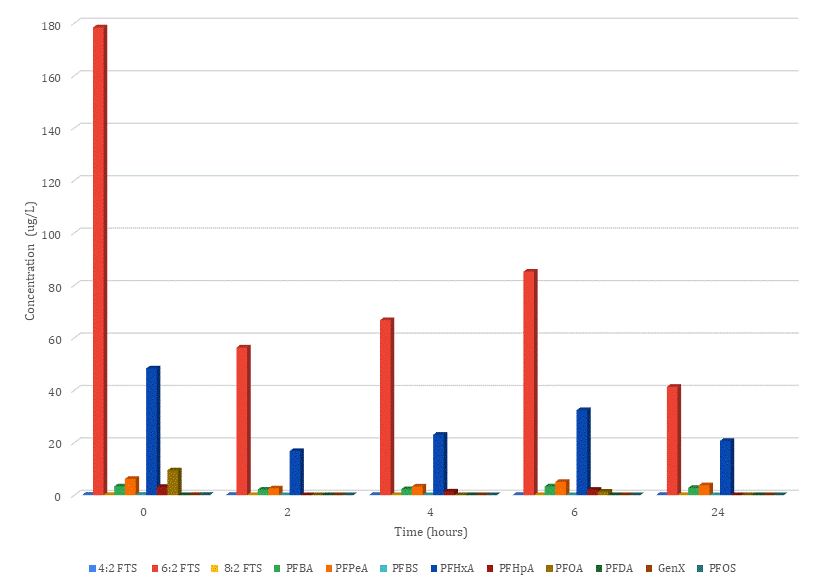 180
160
140
120
100
80
60
40
20
0
Concentration (ug/L)
0 2 4 6 24
Time (hours)
4:2 FTS 6:2 FTS 8:2 FTS PFBA PFPeA PFBS PFHxA PFHpA PFOA PFDA GenX PFOS